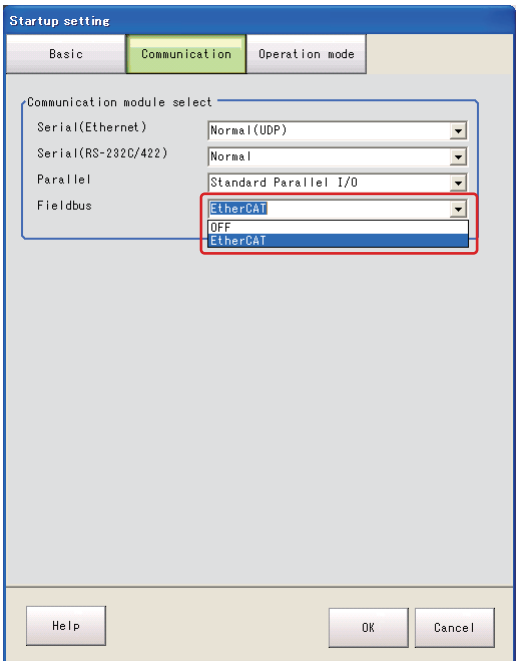 Startup setting
Basic Communication Operation mode
Communication module select
Serial(Ethernet) Normal(UDP)
Serial(RS-232C/422) Normal
Parallel Standard Parallel I/O
Fieldbus EtherCAT
OFF
EtherCAT
Help OK Cancel